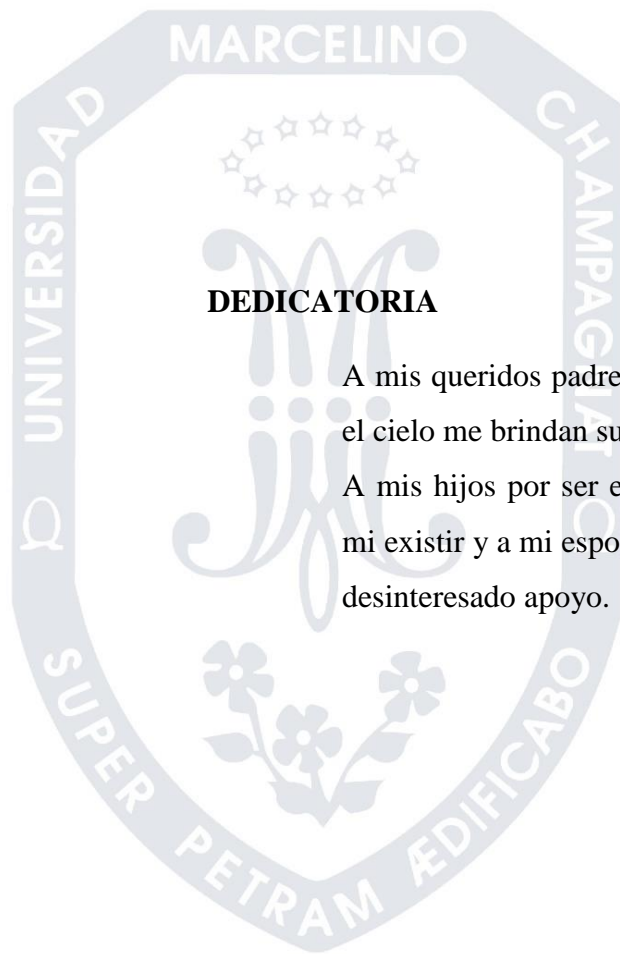 MARCELINO
UNIVERSIDAD
CHAMPAGNAT
DEDICATORIA
A mis queridos padre
el cielo me brindan su
A mis hijos por ser e
mi existir y a mi espo
desinteresado apoyo.
SUPER PETRAM ÆDIFICABO